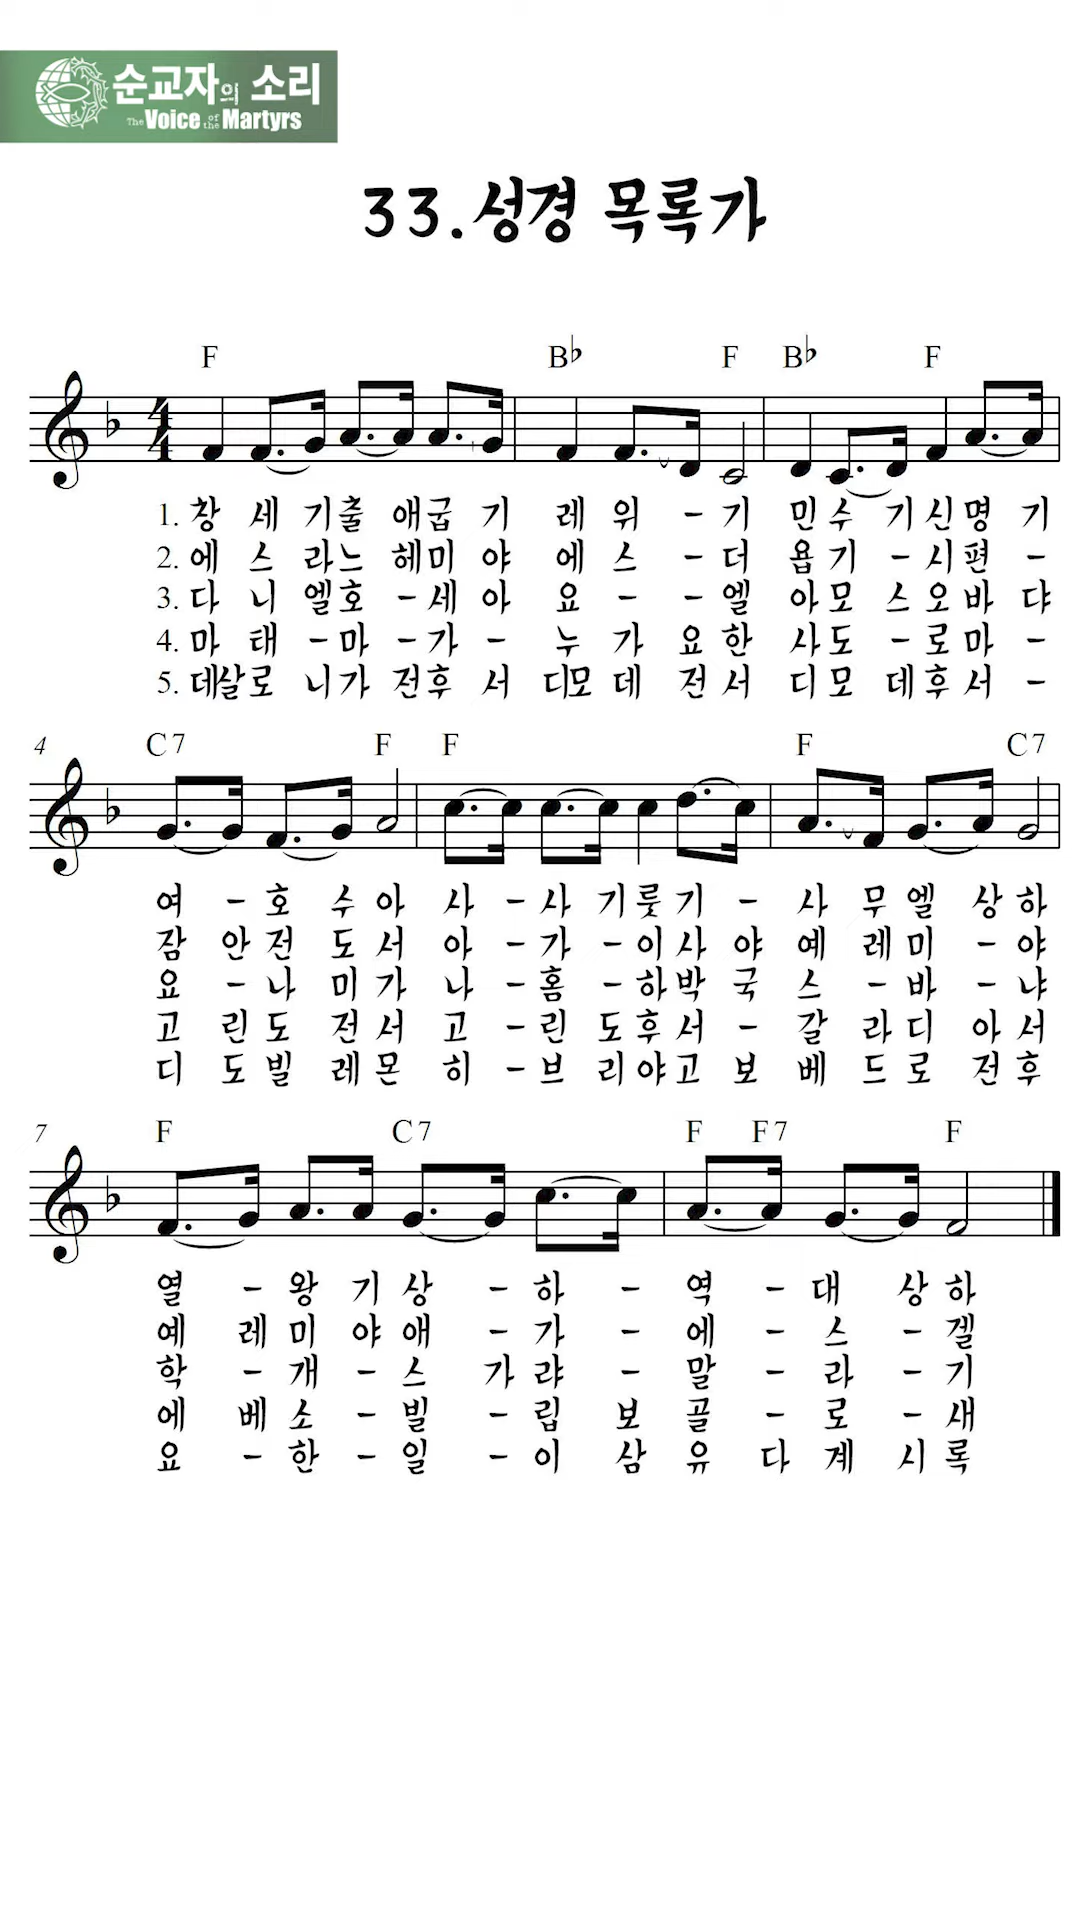 순교자의 소리
The Voice of the Martyrs
33.성경 목록가
F B♭ F B♭ F
1. 창 세 기출 애굽 기 레 위 - 기 민수 기신명 기
2. 에 스 라느 헤미 야 에 스 - 더 욥기 - 시편 -
3. 다 니 엘호 - 세 아 요 - - 엘 아모 스오바 댜
4. 마 태 - 마 - 가 - 누 가 요한 사도 - 로마 -
5. 데살로 니가 전후 서 디모 데 전서 디모 데후서 -
4 C7 F F F C7
여 - 호 수 아 사 - 사 기룻기 - 사 무엘 상하
잠 안전 도서 아 - 가 - 이사 야 예 레미 - 야
요 - 나 미가 나 - 홈 - 하박 국 스 - 바 - 냐
고 린도 전서 고 - 린 도후서 - 갈 라디 아서
디 도빌 레몬 히 - 브 리야고 보 베 드로 전후
7 F C7 F F7 F
열 - 왕 기 상 - 하 - 역 - 대 상하
예 레미 야애 - 가 - 에 - 스 - 겔
학 - 개 - 스 가랴 - 말 - 라 - 기
에 베소 - 빌 - 립 보 골 - 로 - 새
요 - 한 - 일 - 이 삼 유 다 계 시록